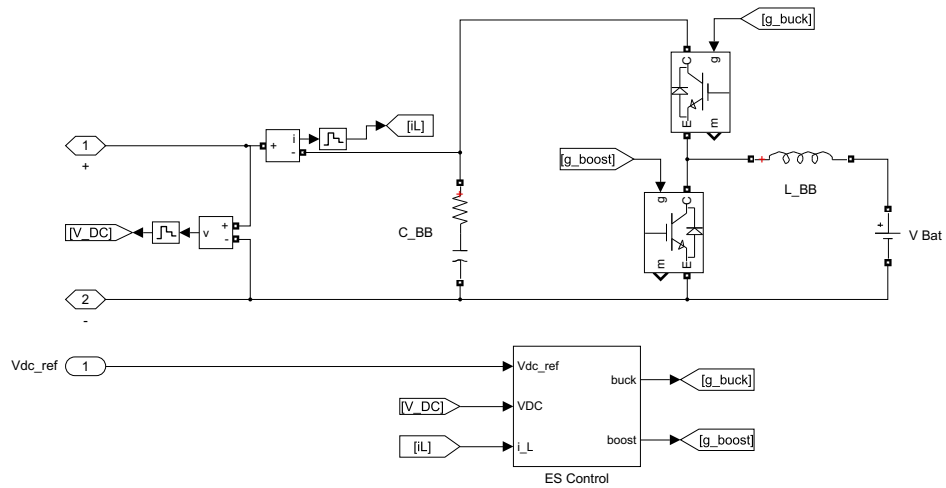 [g_buck]
C
g
E
m
i
+
-
[iL]
1
+
[g_boost]
+
L_BB
g
C
m
E
[V_DC]
v
+
-
C_BB
+
V Bat
2
-
Vdc_ref
1
Vdc_ref
buck
[g_buck]
[V_DC]
VDC
[iL]
i_L
boost
[g_boost]
ES Control